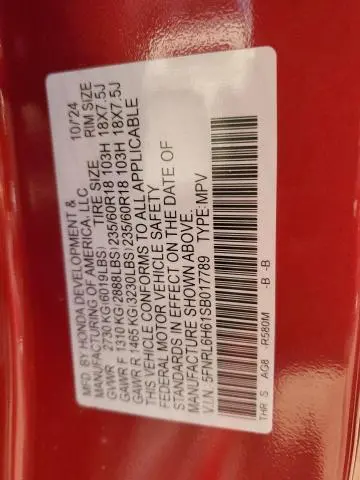 MFD. BY HONDA DEVELOPMENT & 10/'24
MANUFACTURING OF AMERICA, LLC.
GVWR 2730 KG(6019LBS) TIRE SIZE RIM SIZE
GAWR F 1310 KG(2888LBS)235/60R18 103H 18X7.5J
GAWR R 1465 KG(3230LBS)235/60R18 103H 18X7.5J
THIS VEHICLE CONFORMS TO ALL APPLICABLE
FEDERAL MOTOR VEHICLE SAFETY
STANDARDS IN EFFECT ON THE DATE OF
MANUFACTURE SHOWN ABOVE.
V.I.N: 5FNRL6H61SB017789 TYPE:MPV
THR S AG8 -R580M -B -B